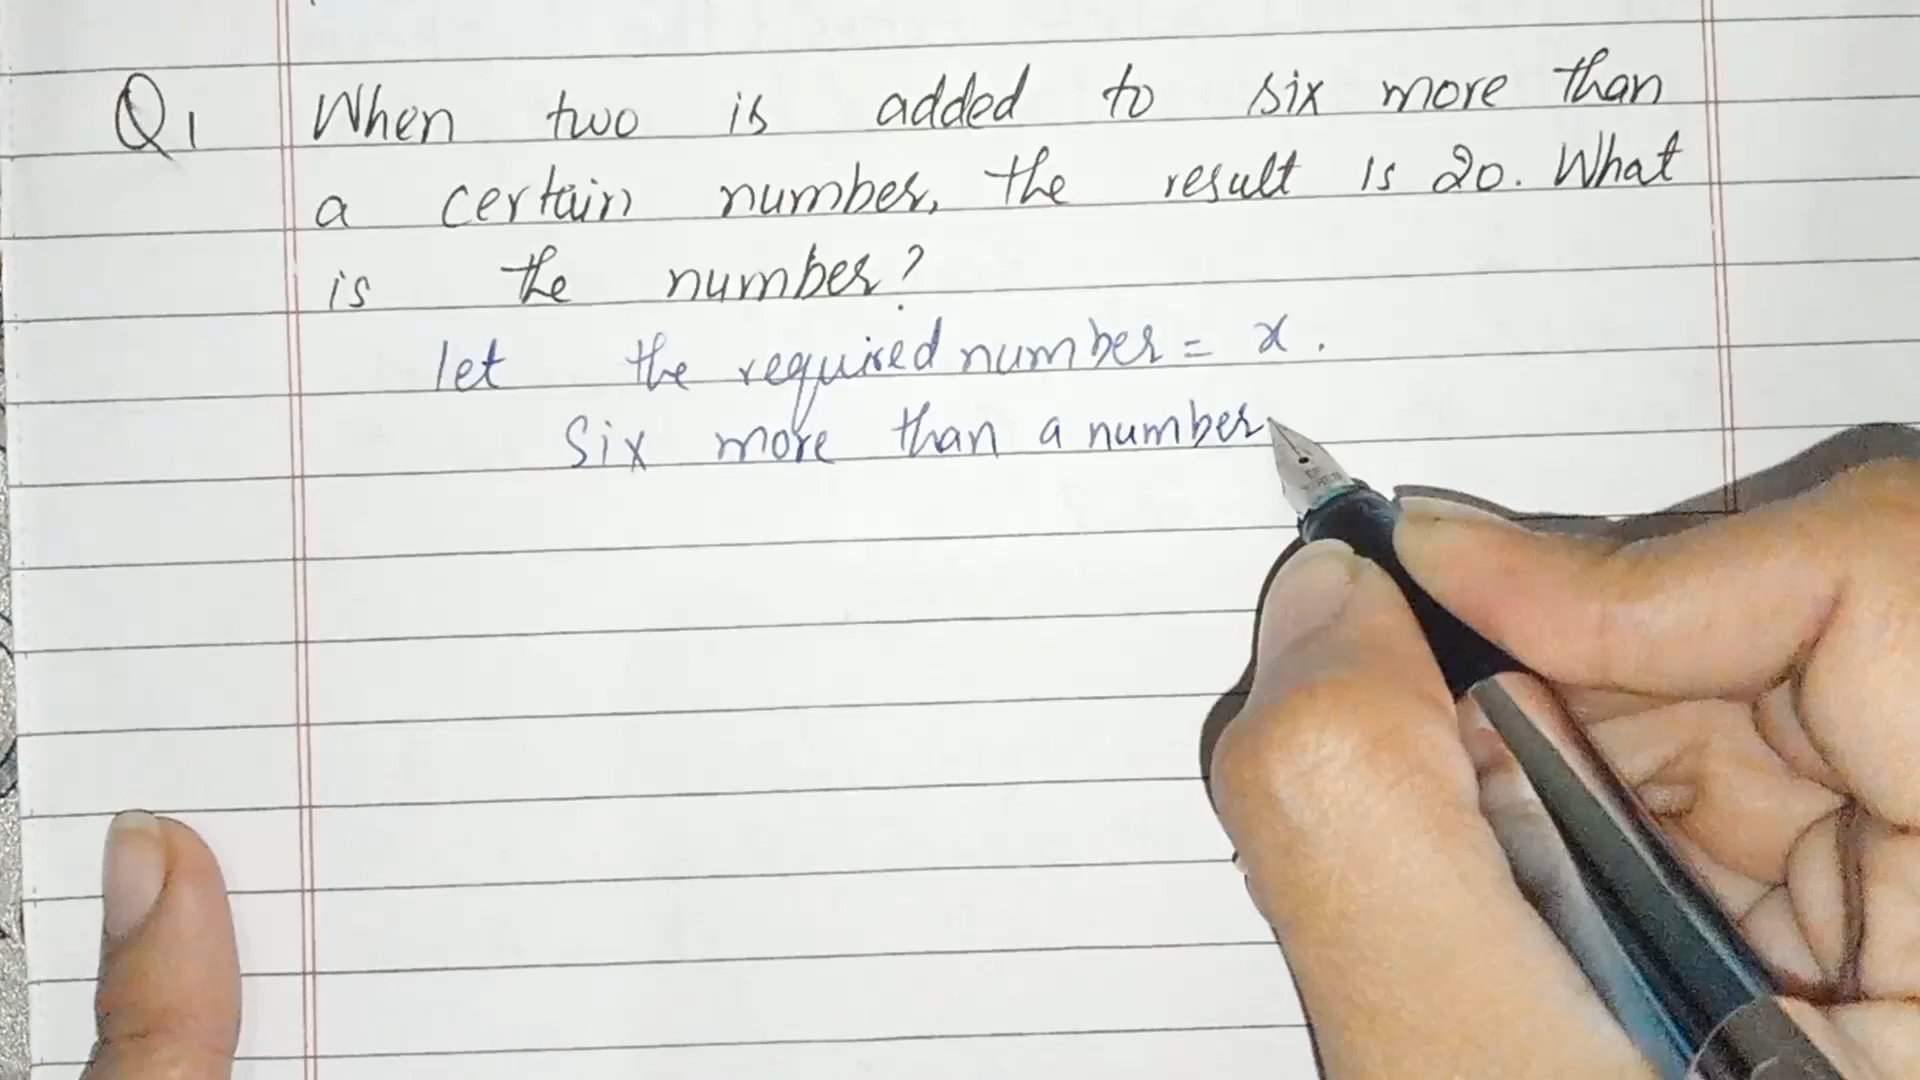 Q1 When two is added to six more than
a certain number, the result is 20. What
is the number?
let the required number = x.
Six more than a number